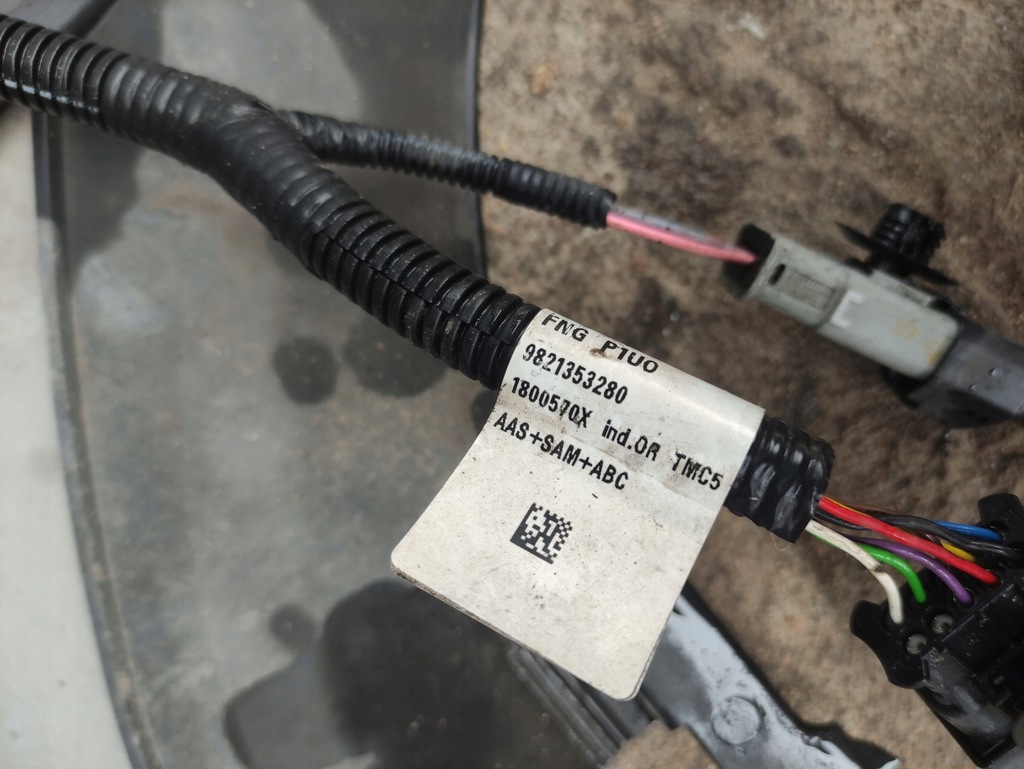 FNG P1U0
9821353280
1800570X ind.OR TMC5
AAS+SAM+ABC